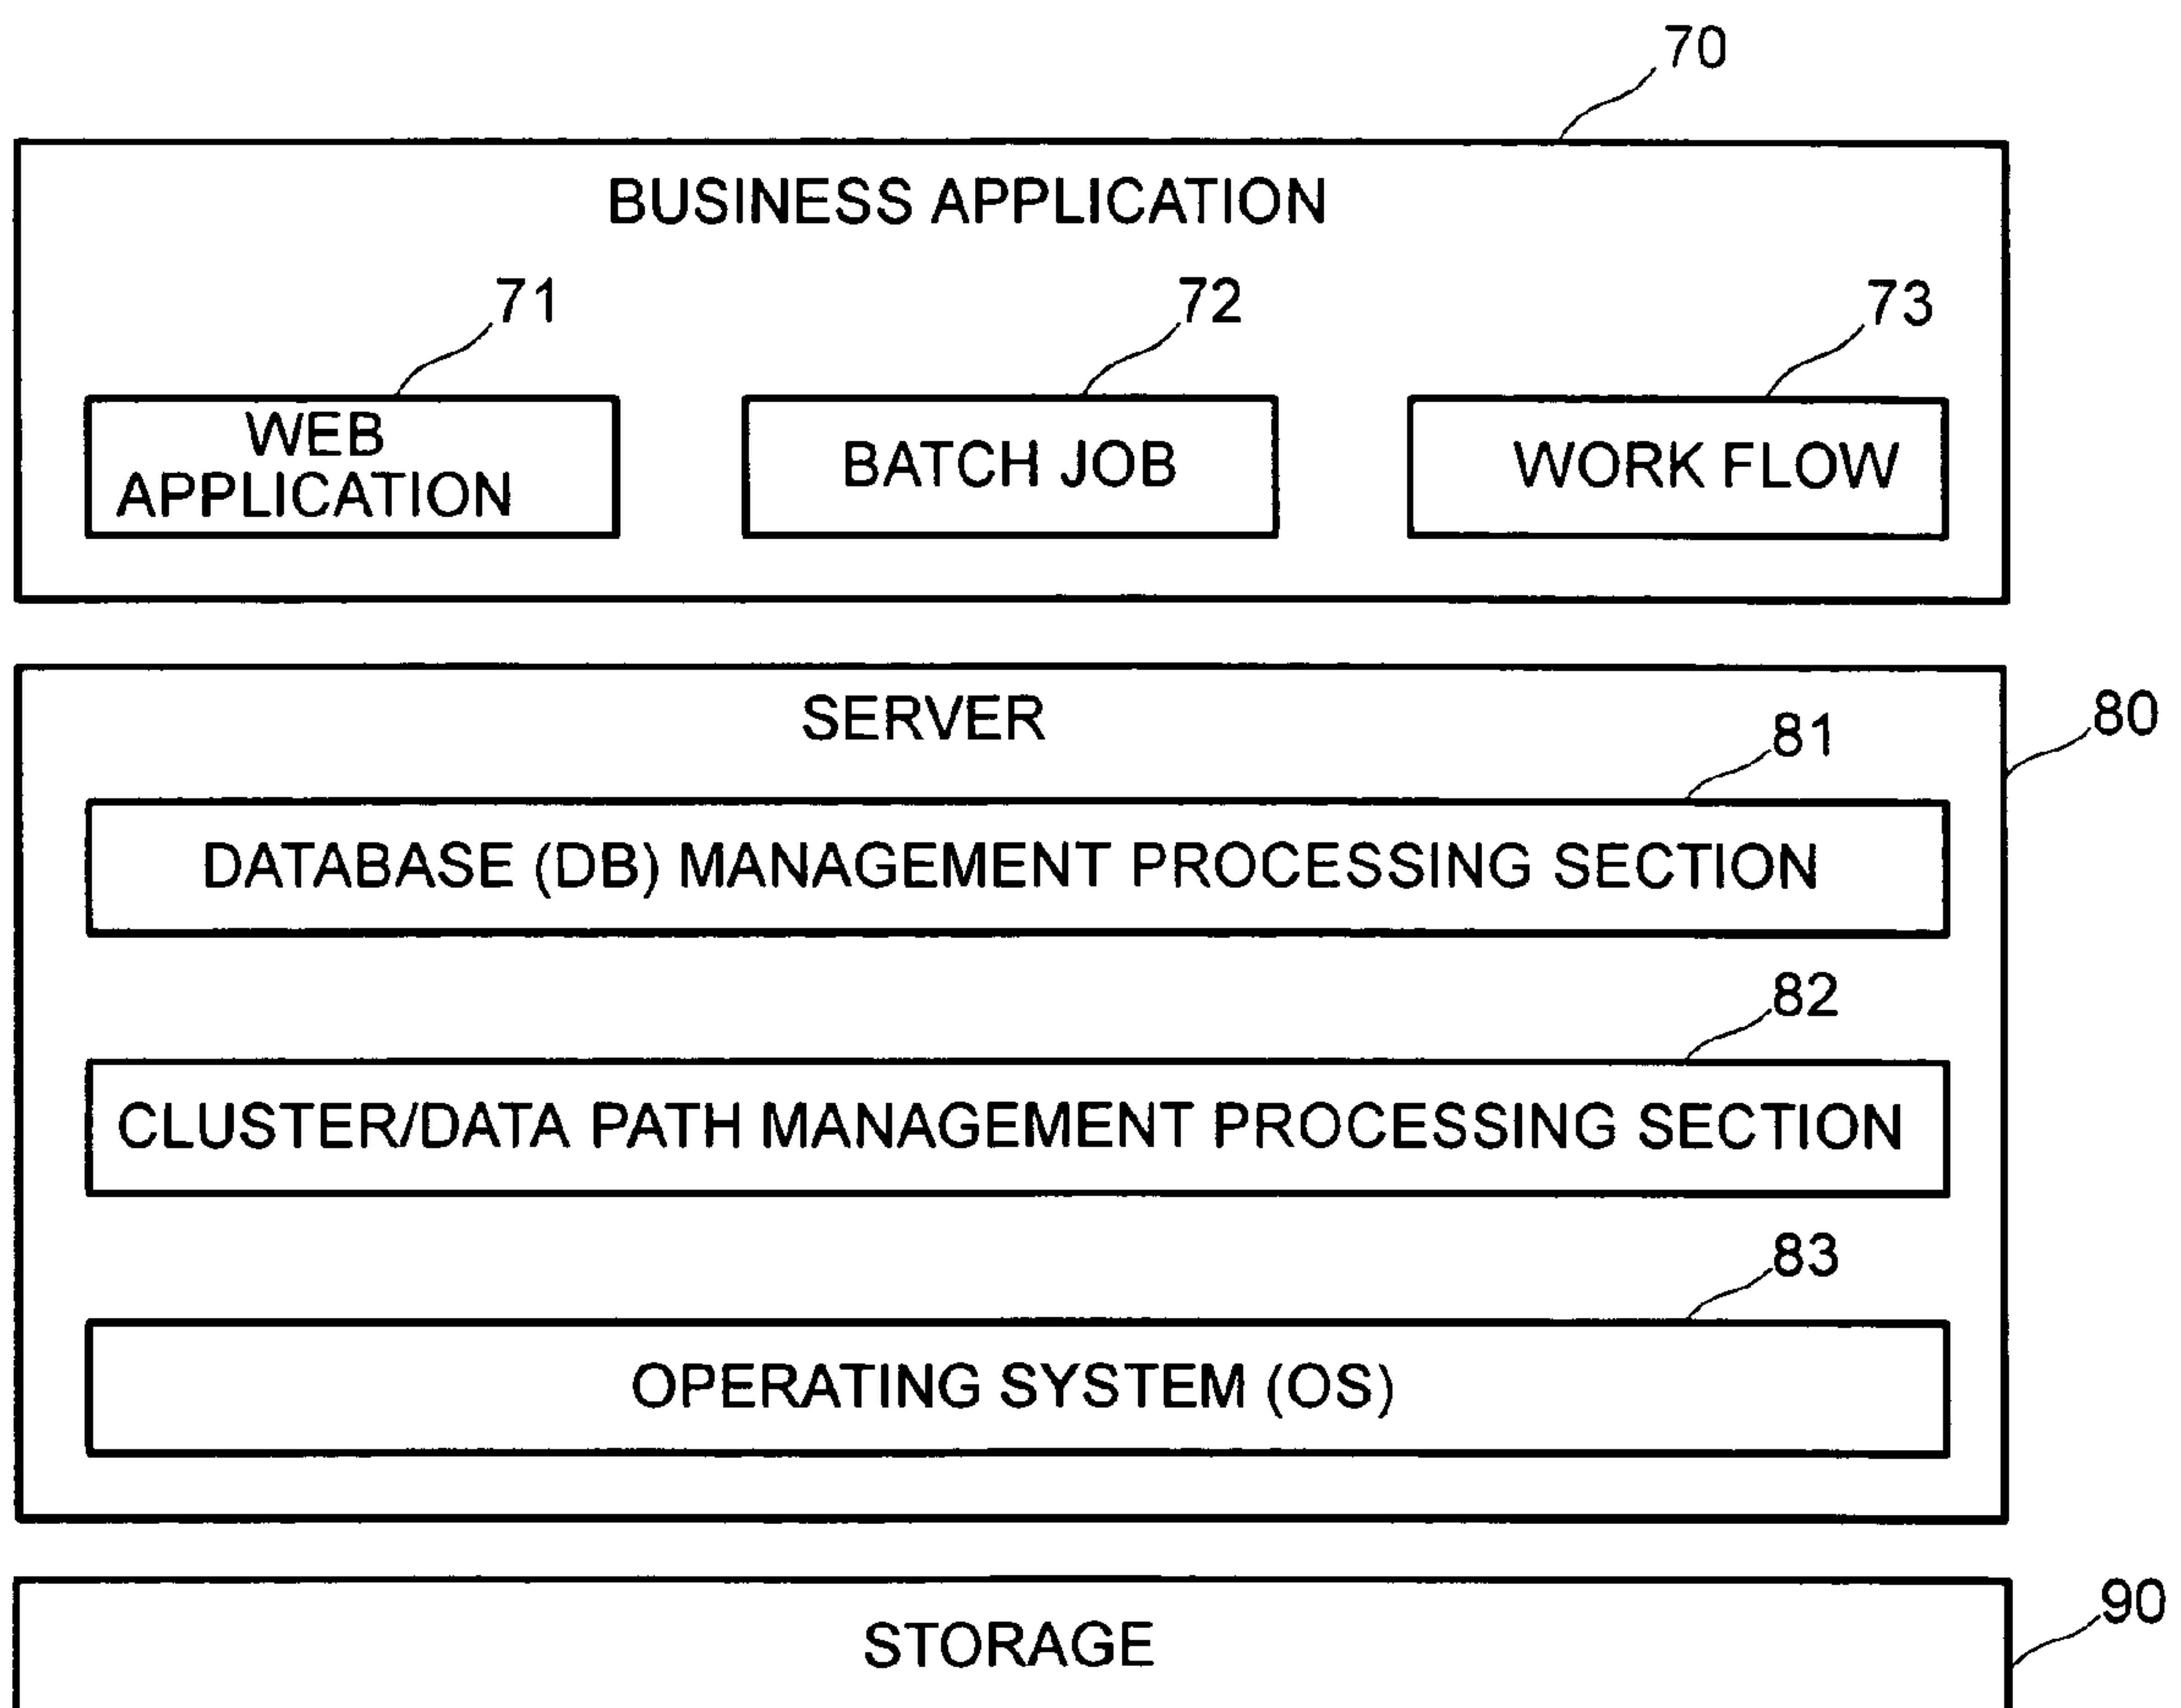 70
BUSINESS APPLICATION
71
72
73
WEB
APPLICATION
BATCH JOB
WORK FLOW
SERVER
80
81
DATABASE (DB) MANAGEMENT PROCESSING SECTION
82
CLUSTER/DATA PATH MANAGEMENT PROCESSING SECTION
83
OPERATING SYSTEM (OS)
90
STORAGE